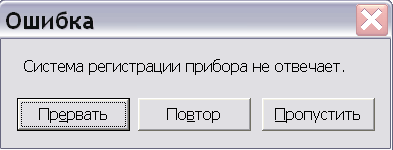 Ошибка
Система регистрации прибора не отвечает.
Прервать Повтор Пропустить